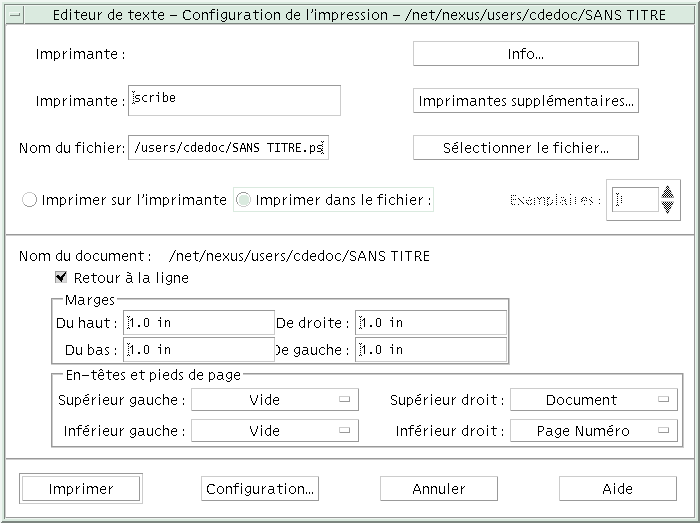 Editeur de texte – Configuration de l'impression – /net/nexus/users/cdedoc/SANS TITRE
Imprimante : Info...
Imprimante : scribe Imprimantes supplémentaires...
Nom du fichier: /users/cdedoc/SANS TITRE.ps Sélectionner le fichier...
Imprimer sur l'imprimante Imprimer dans le fichier : Exemplaires :
Nom du document : /net/nexus/users/cdedoc/SANS TITRE
Retour à la ligne
Marges
Du haut : 1.0 in De droite : 1.0 in
Du bas : 1.0 in De gauche : 1.0 in
En-têtes et pieds de page
Supérieur gauche : Vide Supérieur droit : Document
Inférieur gauche : Vide Inférieur droit : Page Numéro
Imprimer Configuration... Annuler Aide